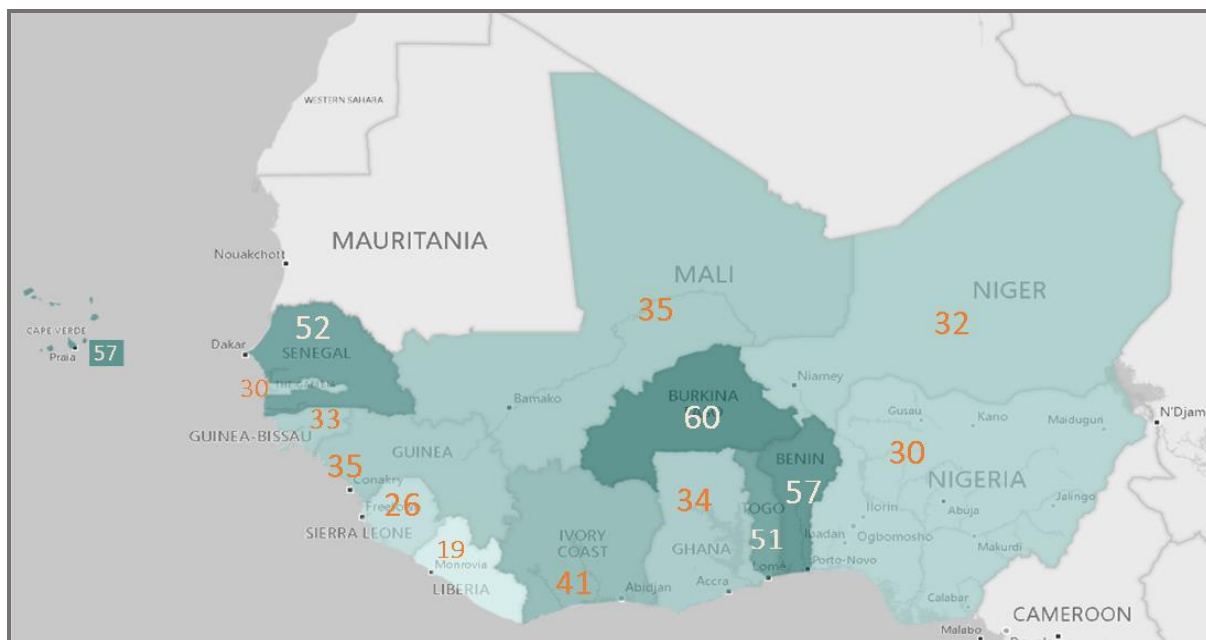 WESTERN SAHARA
MAURITANIA
Nouakchott
MALI
35
NIGER
32
CAPE VERDE
Praia
57
52
Dakar
SENEGAL
30
BURKINA
60
Niamey
Bamako
33
GUINEA-BISSAU
GUINEA
35
Conakry
26
Freetown
SIERRA LEONE
19
Monrovia
LIBERIA
IVORY
COAST
41
Abidjan
34
GHANA
Accra
TOGO
51
Lomé
BENIN
57
Porto-Novo
Gusau
Kano
Maiduguri
N'Djam
30
NIGERIA
Ilorin
Abuja
Jalingo
Ibadan
Ogbomosho
Makurdi
Calabar
CAMEROON
Malabo